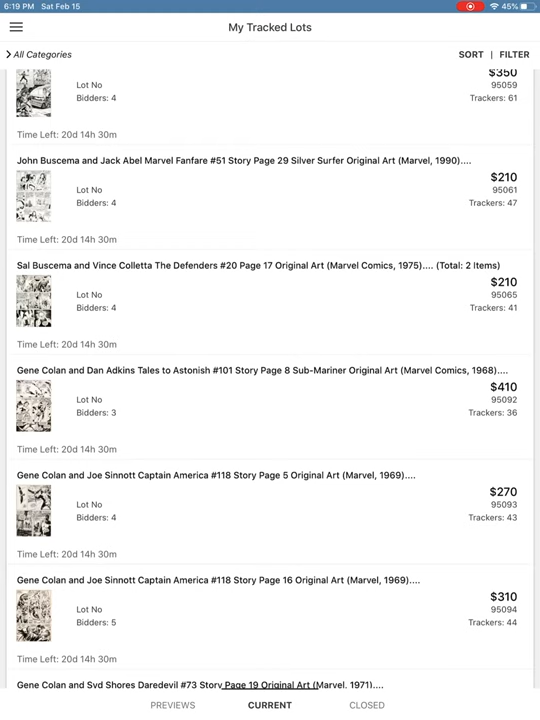 6:19 PM Sat Feb 15
45%
My Tracked Lots
All Categories
SORT | FILTER
$350
Lot No
95059
Bidders: 4
Trackers: 61
Time Left: 20d 14h 30m
John Buscema and Jack Abel Marvel Fanfare #51 Story Page 29 Silver Surfer Original Art (Marvel, 1990)....
$210
Lot No
95061
Bidders: 4
Trackers: 47
Time Left: 20d 14h 30m
Sal Buscema and Vince Colletta The Defenders #20 Page 17 Original Art (Marvel Comics, 1975).... (Total: 2 Items)
$210
Lot No
95065
Bidders: 4
Trackers: 41
Time Left: 20d 14h 30m
Gene Colan and Dan Adkins Tales to Astonish #101 Story Page 8 Sub-Mariner Original Art (Marvel Comics, 1968)....
$410
Lot No
95092
Bidders: 3
Trackers: 36
Time Left: 20d 14h 30m
Gene Colan and Joe Sinnott Captain America #118 Story Page 5 Original Art (Marvel, 1969)....
$270
Lot No
95093
Bidders: 4
Trackers: 43
Time Left: 20d 14h 30m
Gene Colan and Joe Sinnott Captain America #118 Story Page 16 Original Art (Marvel, 1969)....
$310
Lot No
95094
Bidders: 5
Trackers: 44
Time Left: 20d 14h 30m
Gene Colan and Syd Shores Daredevil #73 Story Page 19 Original Art (Marvel, 1971)....
PREVIEWS
CURRENT
CLOSED